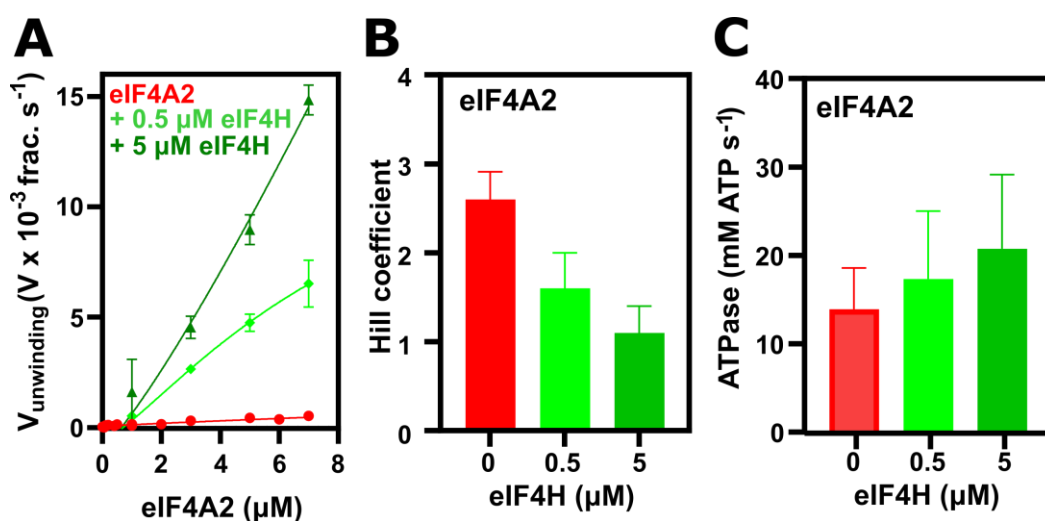 A
eIF4A2
+ 0.5 µM eIF4H
+ 5 µM eIF4H
Vunwinding (V x 10⁻³ frac. s⁻¹)
15
10
5
0
0 2 4 6 8
eIF4A2 (µM)
B
eIF4A2
Hill coefficient
4
3
2
1
0
0 0.5 5
eIF4H
(µM)
C
eIF4A2
ATPase (mM ATP s⁻¹)
40
30
20
10
0
0 0.5 5
eIF4H (µM)